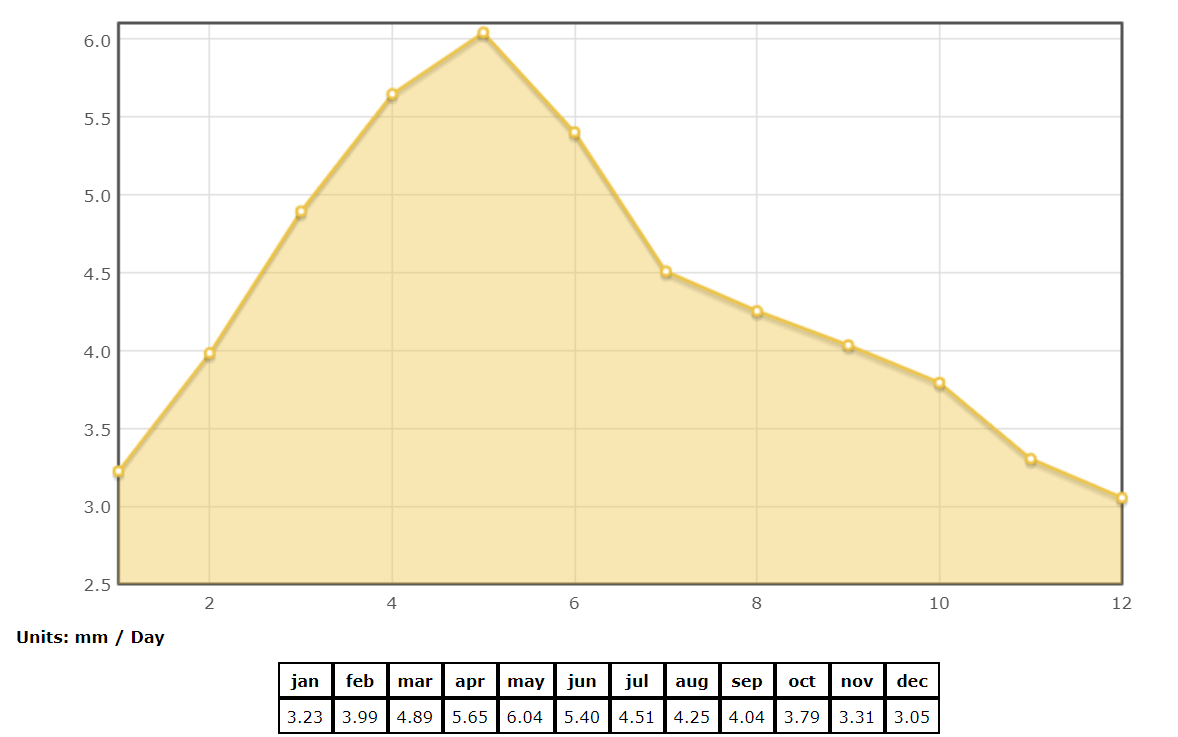 6.0
5.5
5.0
4.5
4.0
3.5
3.0
2.5
2 4 6 8 10 12
Units: mm / Day
jan feb mar apr may jun jul aug sep oct nov dec
3.23 3.99 4.89 5.65 6.04 5.40 4.51 4.25 4.04 3.79 3.31 3.05